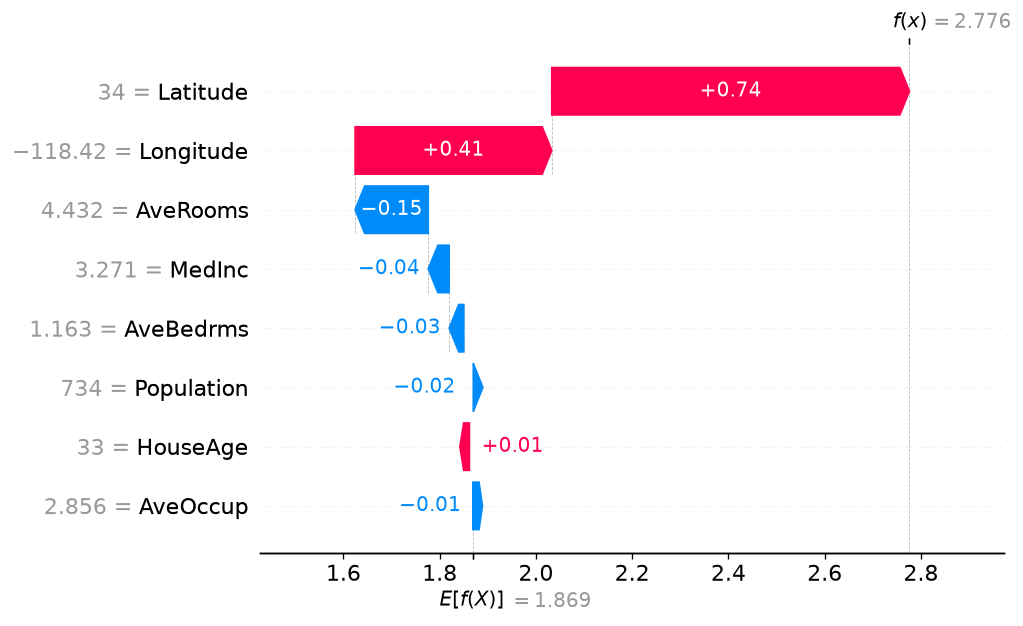 f(x) = 2.776
34 = Latitude
+0.74
−118.42 = Longitude
+0.41
4.432 = AveRooms
−0.15
3.271 = MedInc
−0.04
1.163 = AveBedrms
−0.03
734 = Population
−0.02
33 = HouseAge
+0.01
2.856 = AveOccup
−0.01
1.6 1.8 2.0 2.2 2.4 2.6 2.8
E[f(X)] = 1.869